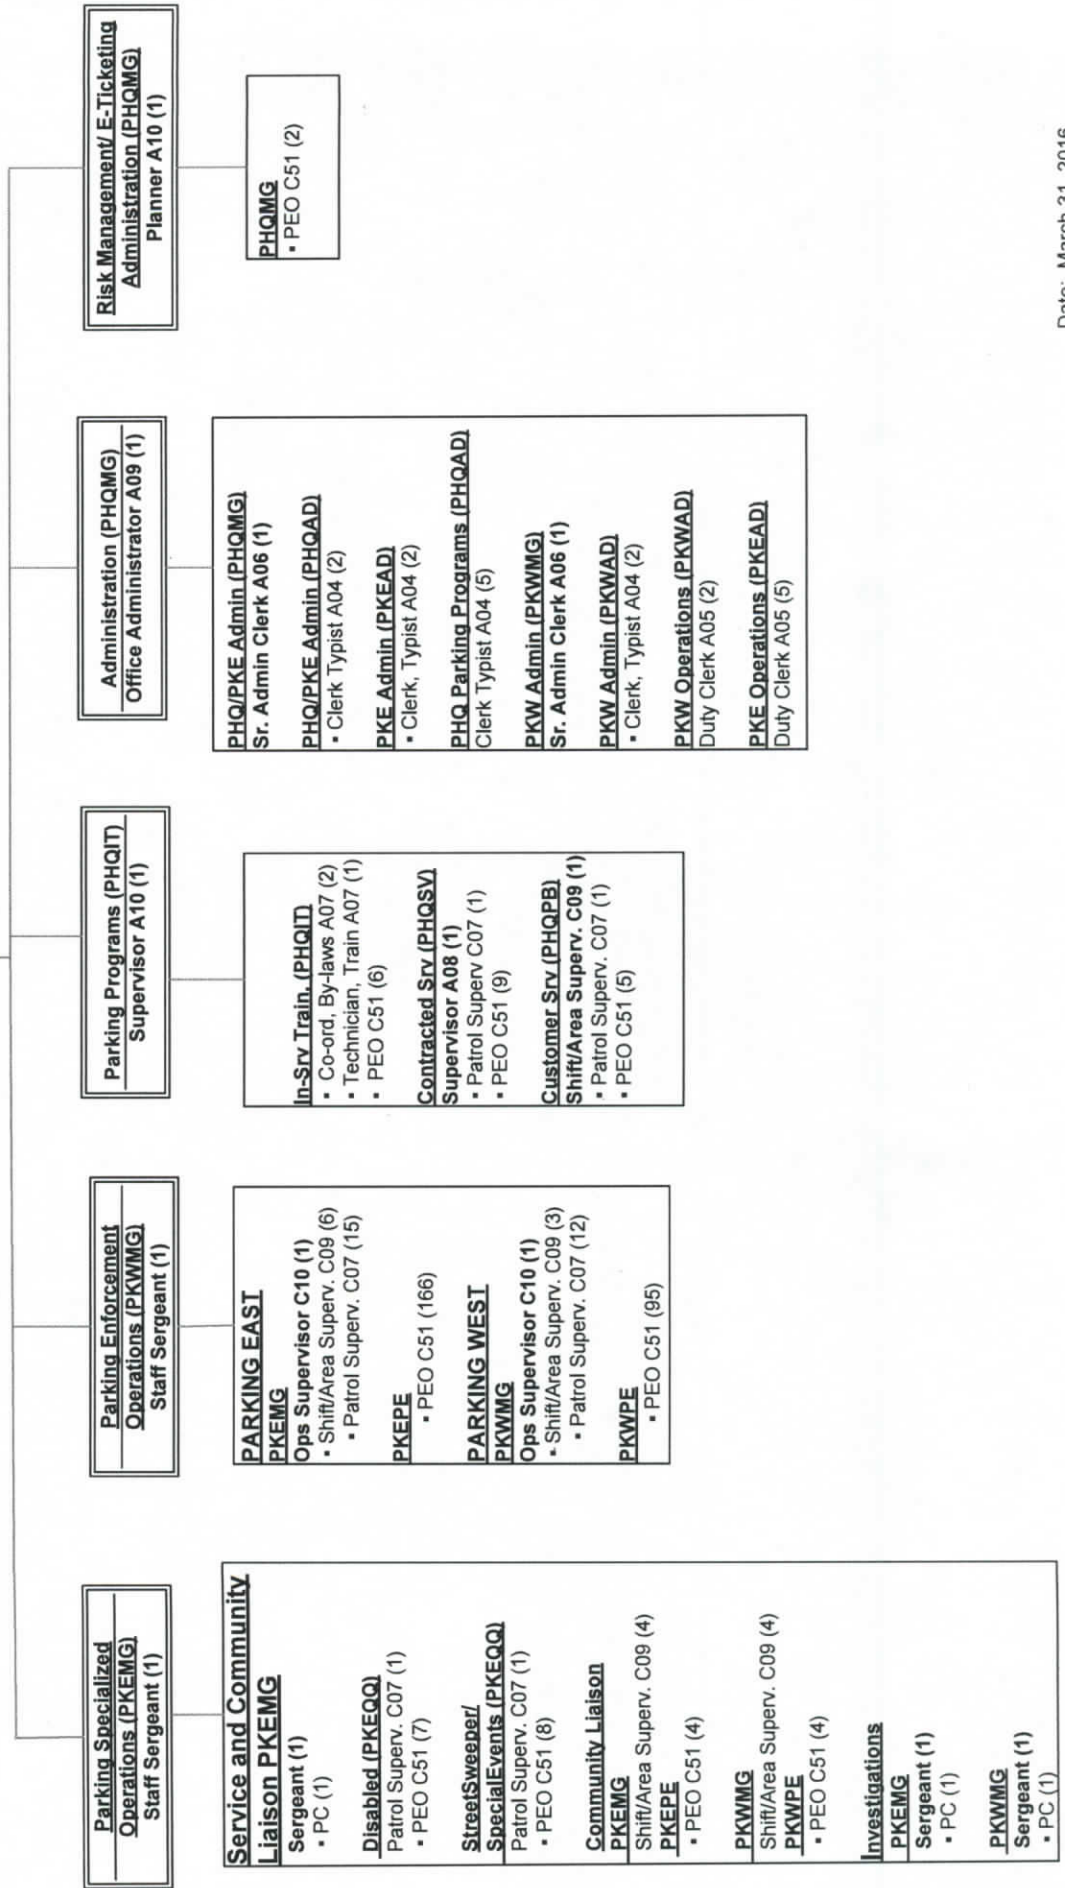 Parking Specialized
Operations (PKEMG)
Staff Sergeant (1)
Service and Community
Liaison PKEMG
Sergeant (1)
▪ PC (1)
Disabled (PKEQQ)
Patrol Superv. C07 (1)
▪ PEO C51 (7)
StreetSweeper/
SpecialEvents (PKEQQ)
Patrol Superv. C07 (1)
▪ PEO C51 (8)
Community Liaison
PKEMG
Shift/Area Superv. C09 (4)
PKEPE
▪ PEO C51 (4)
PKWMG
Shift/Area Superv. C09 (4)
PKWPE
▪ PEO C51 (4)
Investigations
PKEMG
Sergeant (1)
▪ PC (1)
PKWMG
Sergeant (1)
▪ PC (1)
Parking Enforcement
Operations (PKWMG)
Staff Sergeant (1)
PARKING EAST
PKEMG
Ops Supervisor C10 (1)
▪ Shift/Area Superv. C09 (6)
▪ Patrol Superv. C07 (15)
PKEPE
▪ PEO C51 (166)
PARKING WEST
PKWMG
Ops Supervisor C10 (1)
▪ Shift/Area Superv. C09 (3)
▪ Patrol Superv. C07 (12)
PKWPE
▪ PEO C51 (95)
Parking Programs (PHQIT)
Supervisor A10 (1)
In-Srv Train. (PHQIT)
▪ Co-ord, By-laws A07 (2)
▪ Technician, Train A07 (1)
▪ PEO C51 (6)
Contracted Srv (PHQSV)
Supervisor A08 (1)
▪ Patrol Superv C07 (1)
▪ PEO C51 (9)
Customer Srv (PHQPB)
Shift/Area Superv. C09 (1)
▪ Patrol Superv. C07 (1)
▪ PEO C51 (5)
Administration (PHQMG)
Office Administrator A09 (1)
PHQ/PKE Admin (PHQMG)
Sr. Admin Clerk A06 (1)
PHQ/PKE Admin (PHQAD)
▪ Clerk Typist A04 (2)
PKE Admin (PKEAD)
▪ Clerk, Typist A04 (2)
PHQ Parking Programs (PHQAD)
Clerk Typist A04 (5)
PKW Admin (PKWMG)
Sr. Admin Clerk A06 (1)
PKW Admin (PKWAD)
▪ Clerk, Typist A04 (2)
PKW Operations (PKWAD)
Duty Clerk A05 (2)
PKE Operations (PKEAD)
Duty Clerk A05 (5)
Risk Management/ E-Ticketing
Administration (PHQMG)
Planner A10 (1)
PHQMG
▪ PEO C51 (2)
Date: March 31, 2016